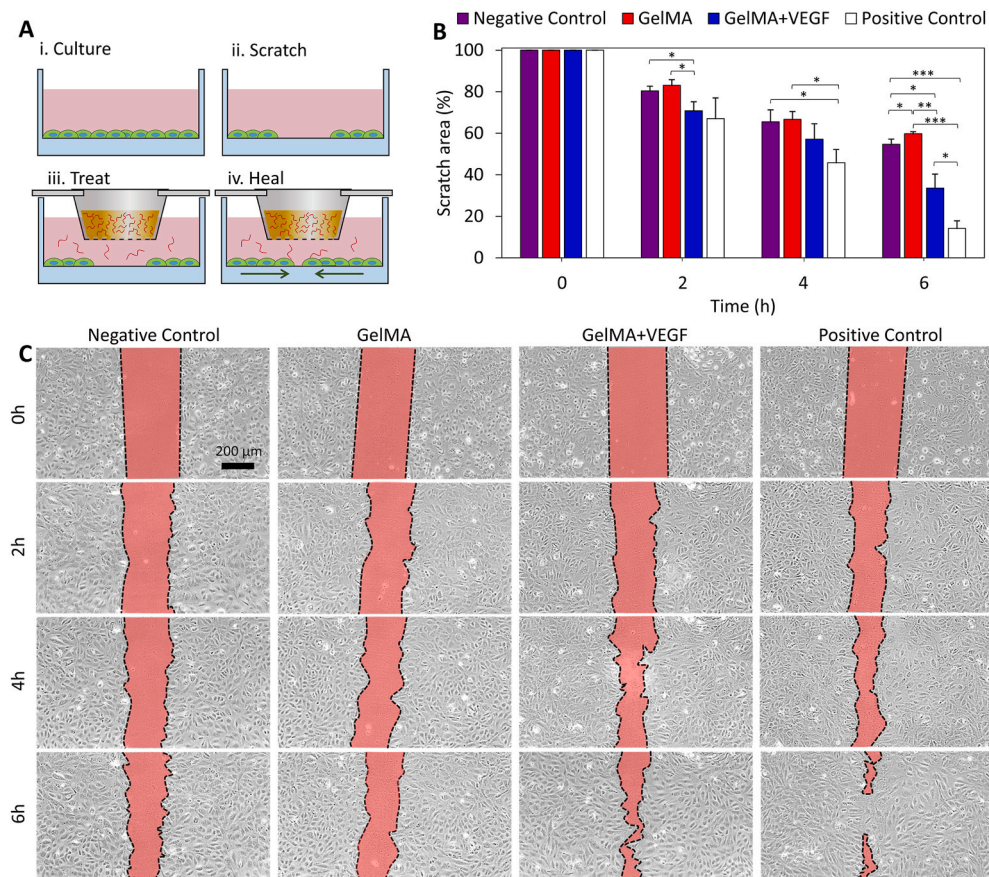 A
i. Culture
ii. Scratch
iii. Treat
iv. Heal
B
Negative Control
GelMA
GelMA+VEGF
Positive Control
Scratch area (%)
100
80
60
40
20
0
*
*
*
*
***
*
*
**
***
*
0
2
4
6
Time (h)
C
Negative Control
GelMA
GelMA+VEGF
Positive Control
0h
200 μm
2h
4h
6h